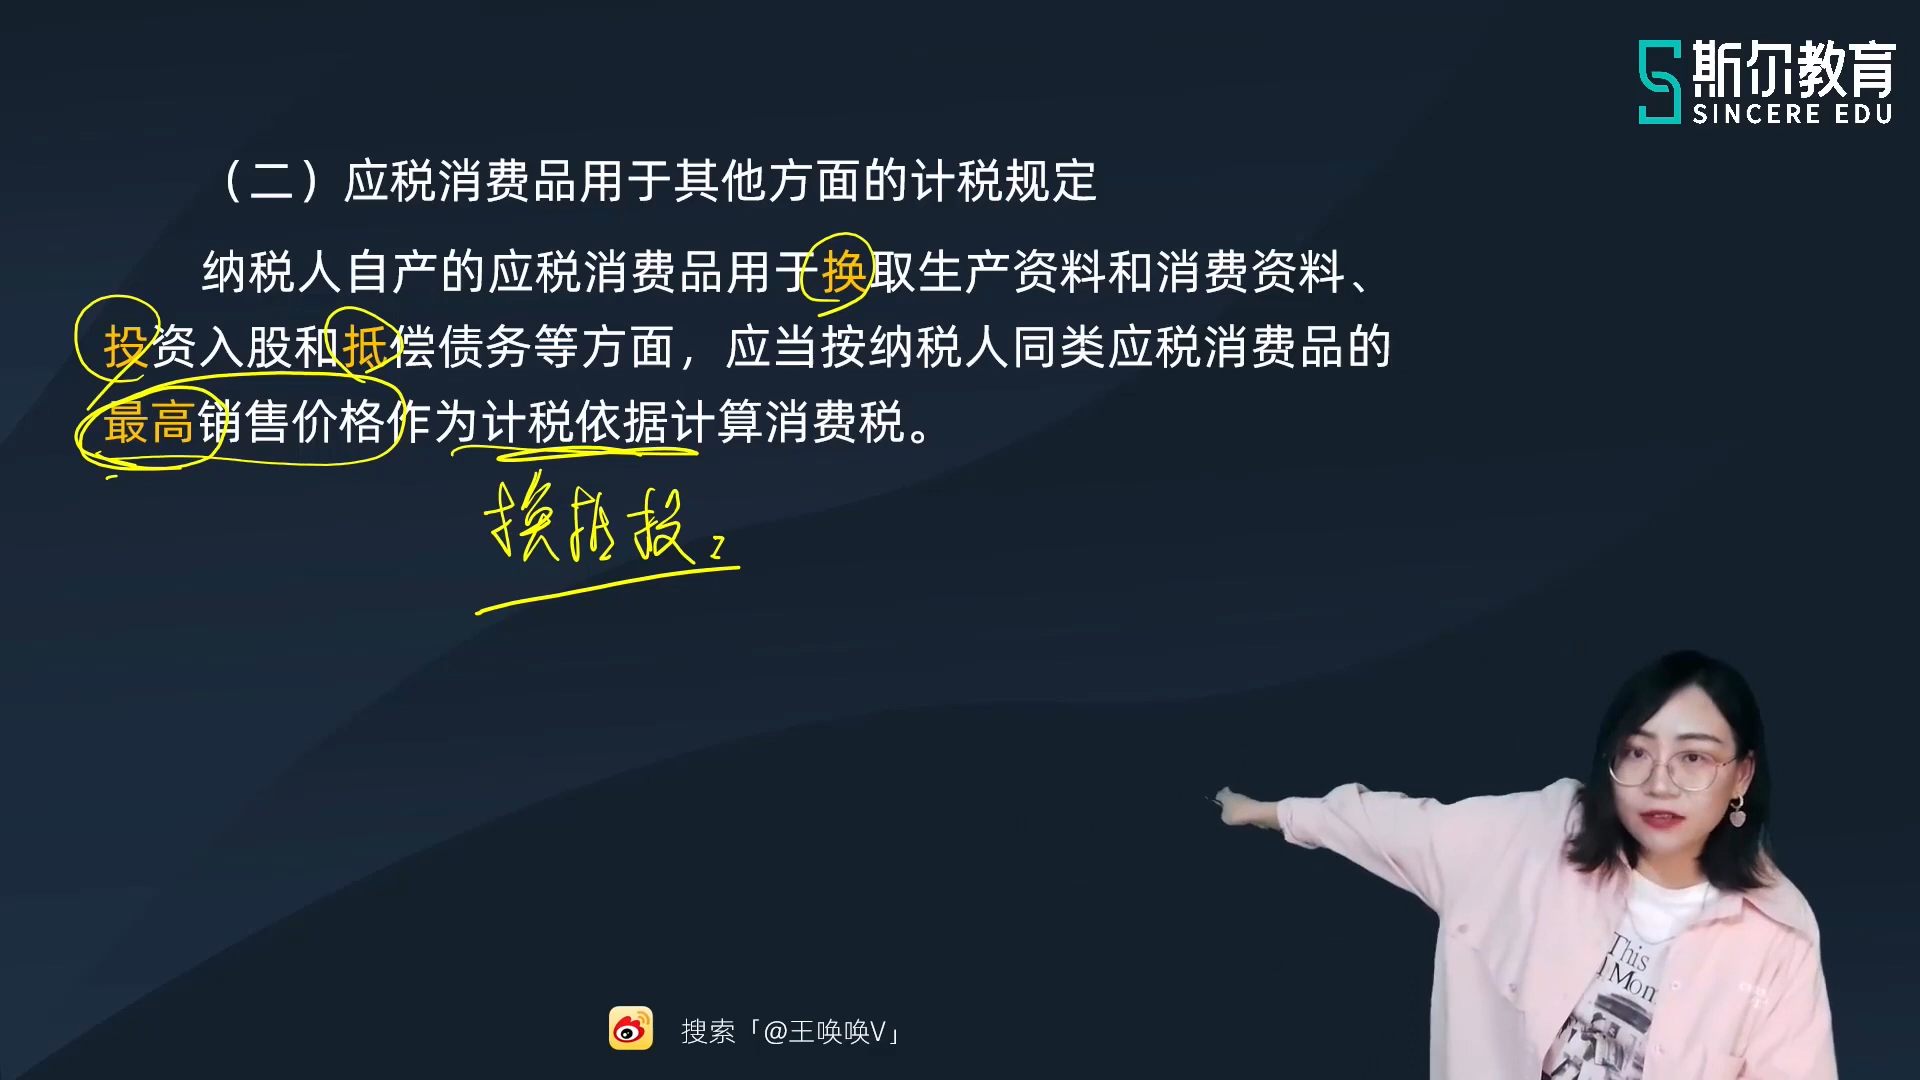 斯尔教育
SINCERE EDU
（二）应税消费品用于其他方面的计税规定
纳税人自产的应税消费品用于换取生产资料和消费资料、
投资入股和抵偿债务等方面，应当按纳税人同类应税消费品的
最高销售价格作为计税依据计算消费税。
换抵投
This
Mom
搜索「@王唤唤V」